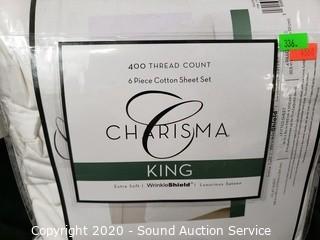 400 THREAD COUNT
6 Piece Cotton Sheet Set
C
CHARISMA
KING
Extra Soft | WrinkleShield | Luxurious Sateen
336
Copyright 2020 - Sound Auction Service